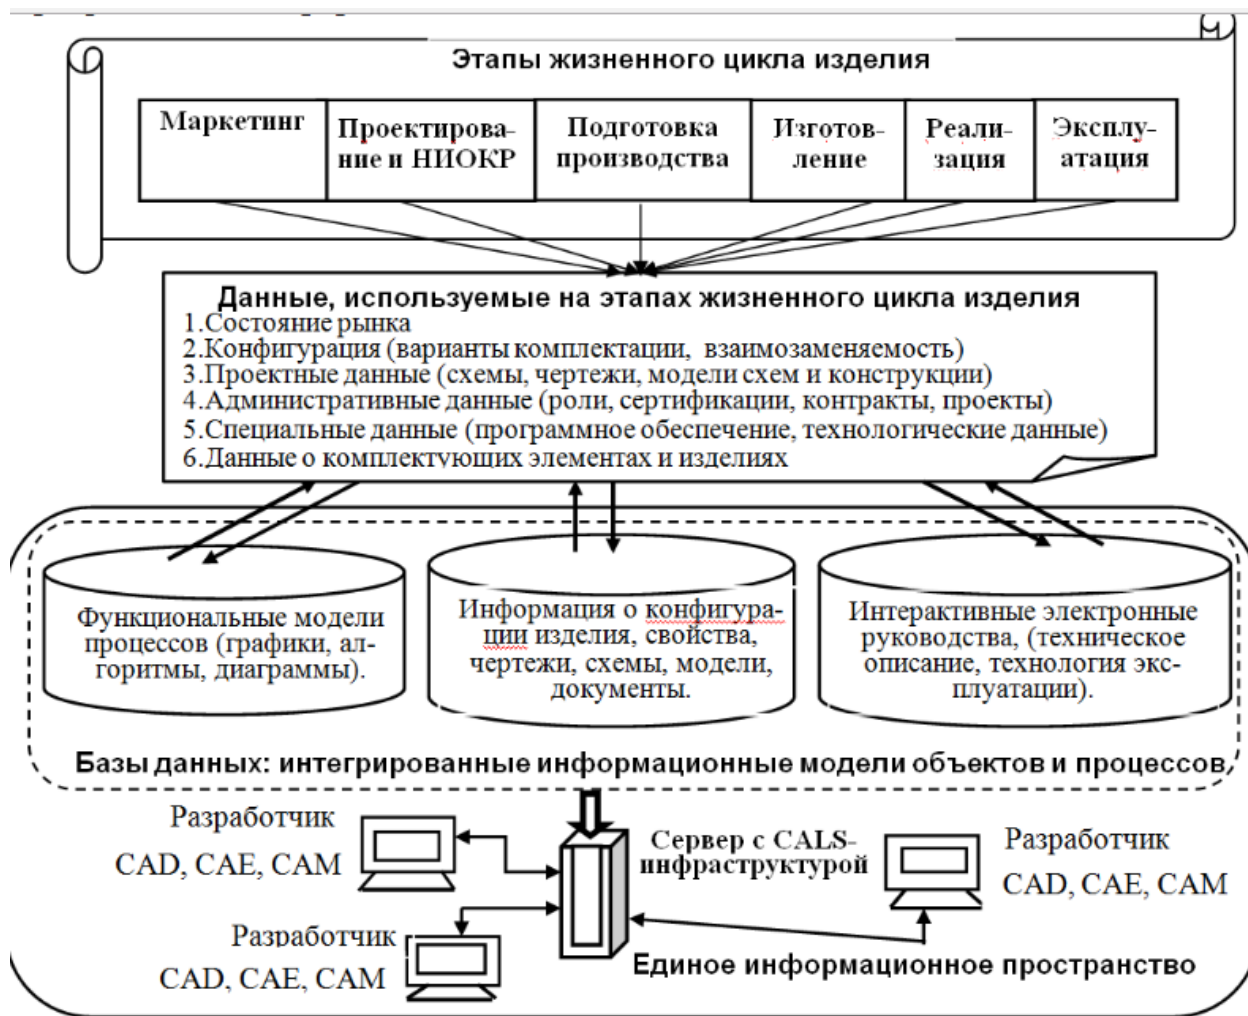 Этапы жизненного цикла изделия
Маркетинг
Проектирова-
ние и НИОКР
Подготовка
производства
Изготов-
ление
Реали-
зация
Эксплу-
атация
Данные, используемые на этапах жизненного цикла изделия
1.Состояние рынка
2.Конфигурация (варианты комплектации, взаимозаменяемость)
3.Проектные данные (схемы, чертежи, модели схем и конструкции)
4.Административные данные (роли, сертификации, контракты, проекты)
5.Специальные данные (программное обеспечение, технологические данные)
6.Данные о комплектующих элементах и изделиях
Функциональные модели
процессов (графики, ал-
горитмы, диаграммы).
Информация о конфигура-
ции изделия, свойства,
чертежи, схемы, модели,
документы.
Интерактивные электронные
руководства, (техническое
описание, технология экс-
плуатации).
Базы данных: интегрированные информационные модели объектов и процессов
Разработчик
CAD, CAE, CAM
Сервер с CALS-
инфраструктурой
Разработчик
CAD, CAE, CAM
Разработчик
CAD, CAE, CAM
Единое информационное пространство